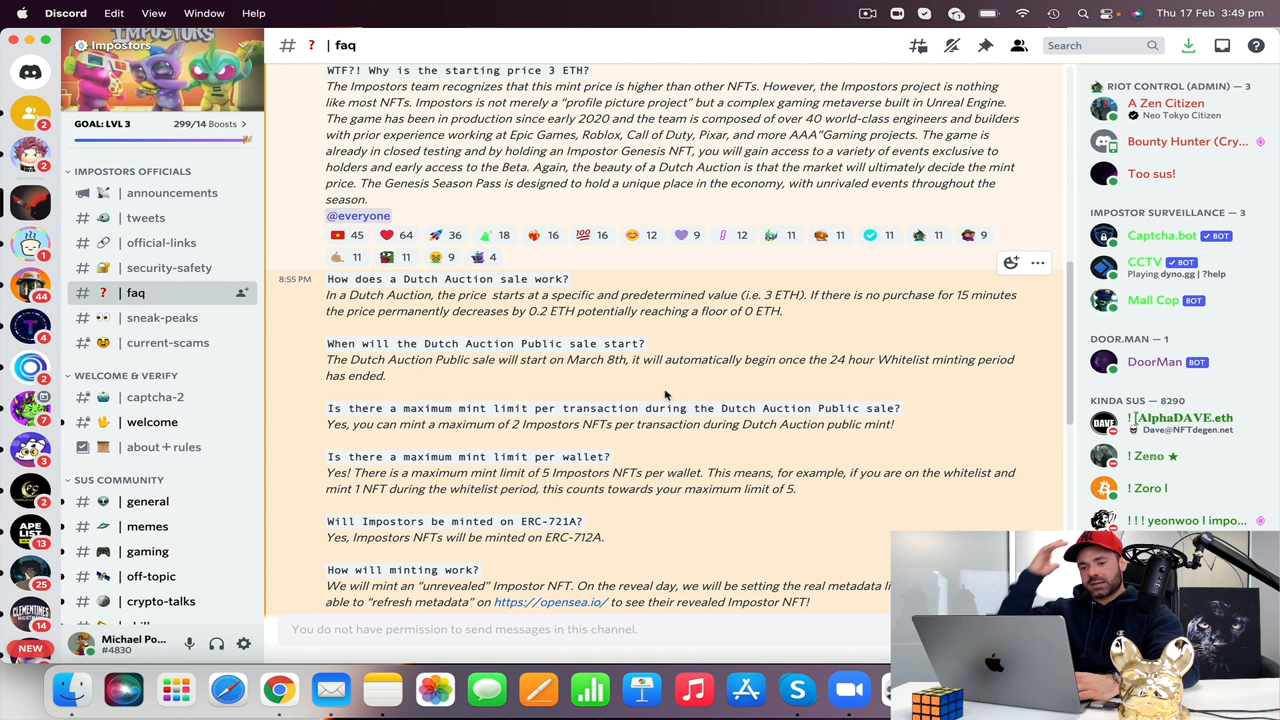 Discord Edit View Window Help
Thu 17 Feb 3:49 pm
IMPOSTORS
Impostors
GOAL: LVL 3 299/14 Boosts >
IMPOSTORS OFFICIALS
| announcements
| tweets
| official-links
| security-safety
| faq
| sneak-peaks
| current-scams
WELCOME & VERIFY
| captcha-2
| welcome
| about+rules
SUS COMMUNITY
| general
| memes
| gaming
| off-topic
| crypto-talks
Michael Po...
#4830
2
2
1
44
4
2
7
3
2
13
25
14
NEW
APE LIST
CLEMENTINES
# ? | faq
Search
WTF?! Why is the starting price 3 ETH?
The Impostors team recognizes that this mint price is higher than other NFTs. However, the Impostors project is nothing
like most NFTs. Impostors is not merely a “profile picture project” but a complex gaming metaverse built in Unreal Engine.
The game has been in production since early 2020 and the team is composed of over 40 world-class engineers and builders
with prior experience working at Epic Games, Roblox, Call of Duty, Pixar, and more AAA"Gaming projects. The game is
already in closed testing and by holding an Impostor Genesis NFT, you will gain access to a variety of events exclusive to
holders and early access to the Beta. Again, the beauty of a Dutch Auction is that the market will ultimately decide the mint
price. The Genesis Season Pass is designed to hold a unique place in the economy, with unrivaled events throughout the
season.
@everyone
45 64 36 18 16 100 16 12 9 12 11 11 11 11 9
11 11 9 4
8:55 PM How does a Dutch Auction sale work?
In a Dutch Auction, the price starts at a specific and predetermined value (i.e. 3 ETH). If there is no purchase for 15 minutes
the price permanently decreases by 0.2 ETH potentially reaching a floor of 0 ETH.
When will the Dutch Auction Public sale start?
The Dutch Auction Public sale will start on March 8th, it will automatically begin once the 24 hour Whitelist minting period
has ended.
Is there a maximum mint limit per transaction during the Dutch Auction Public sale?
Yes, you can mint a maximum of 2 Impostors NFTs per transaction during Dutch Auction public mint!
Is there a maximum mint limit per wallet?
Yes! There is a maximum mint limit of 5 Impostors NFTs per wallet. This means, for example, if you are on the whitelist and
mint 1 NFT during the whitelist period, this counts towards your maximum limit of 5.
Will Impostors be minted on ERC-721A?
Yes, Impostors NFTs will be minted on ERC-712A.
How will minting work?
We will mint an “unrevealed” Impostor NFT. On the reveal day, we will be setting the real metadata li
able to “refresh metadata” on https://opensea.io/ to see their revealed Impostor NFT!
You do not have permission to send messages in this channel.
RIOT CONTROL (ADMIN) — 3
A Zen Citizen
Neo Tokyo Citizen
Bounty Hunter (Cry...
Too sus!
IMPOSTOR SURVEILLANCE — 3
Captcha.bot BOT
CCTV BOT
Playing dyno.gg | ?help
Mall Cop BOT
DOOR.MAN — 1
DoorMan BOT
KINDA SUS — 8290
DAVE
! AlphaDAVE.eth
Dave@NFTdegen.net
! Zeno ★
! Zoro l
! ! ! yeonwoo l impo...